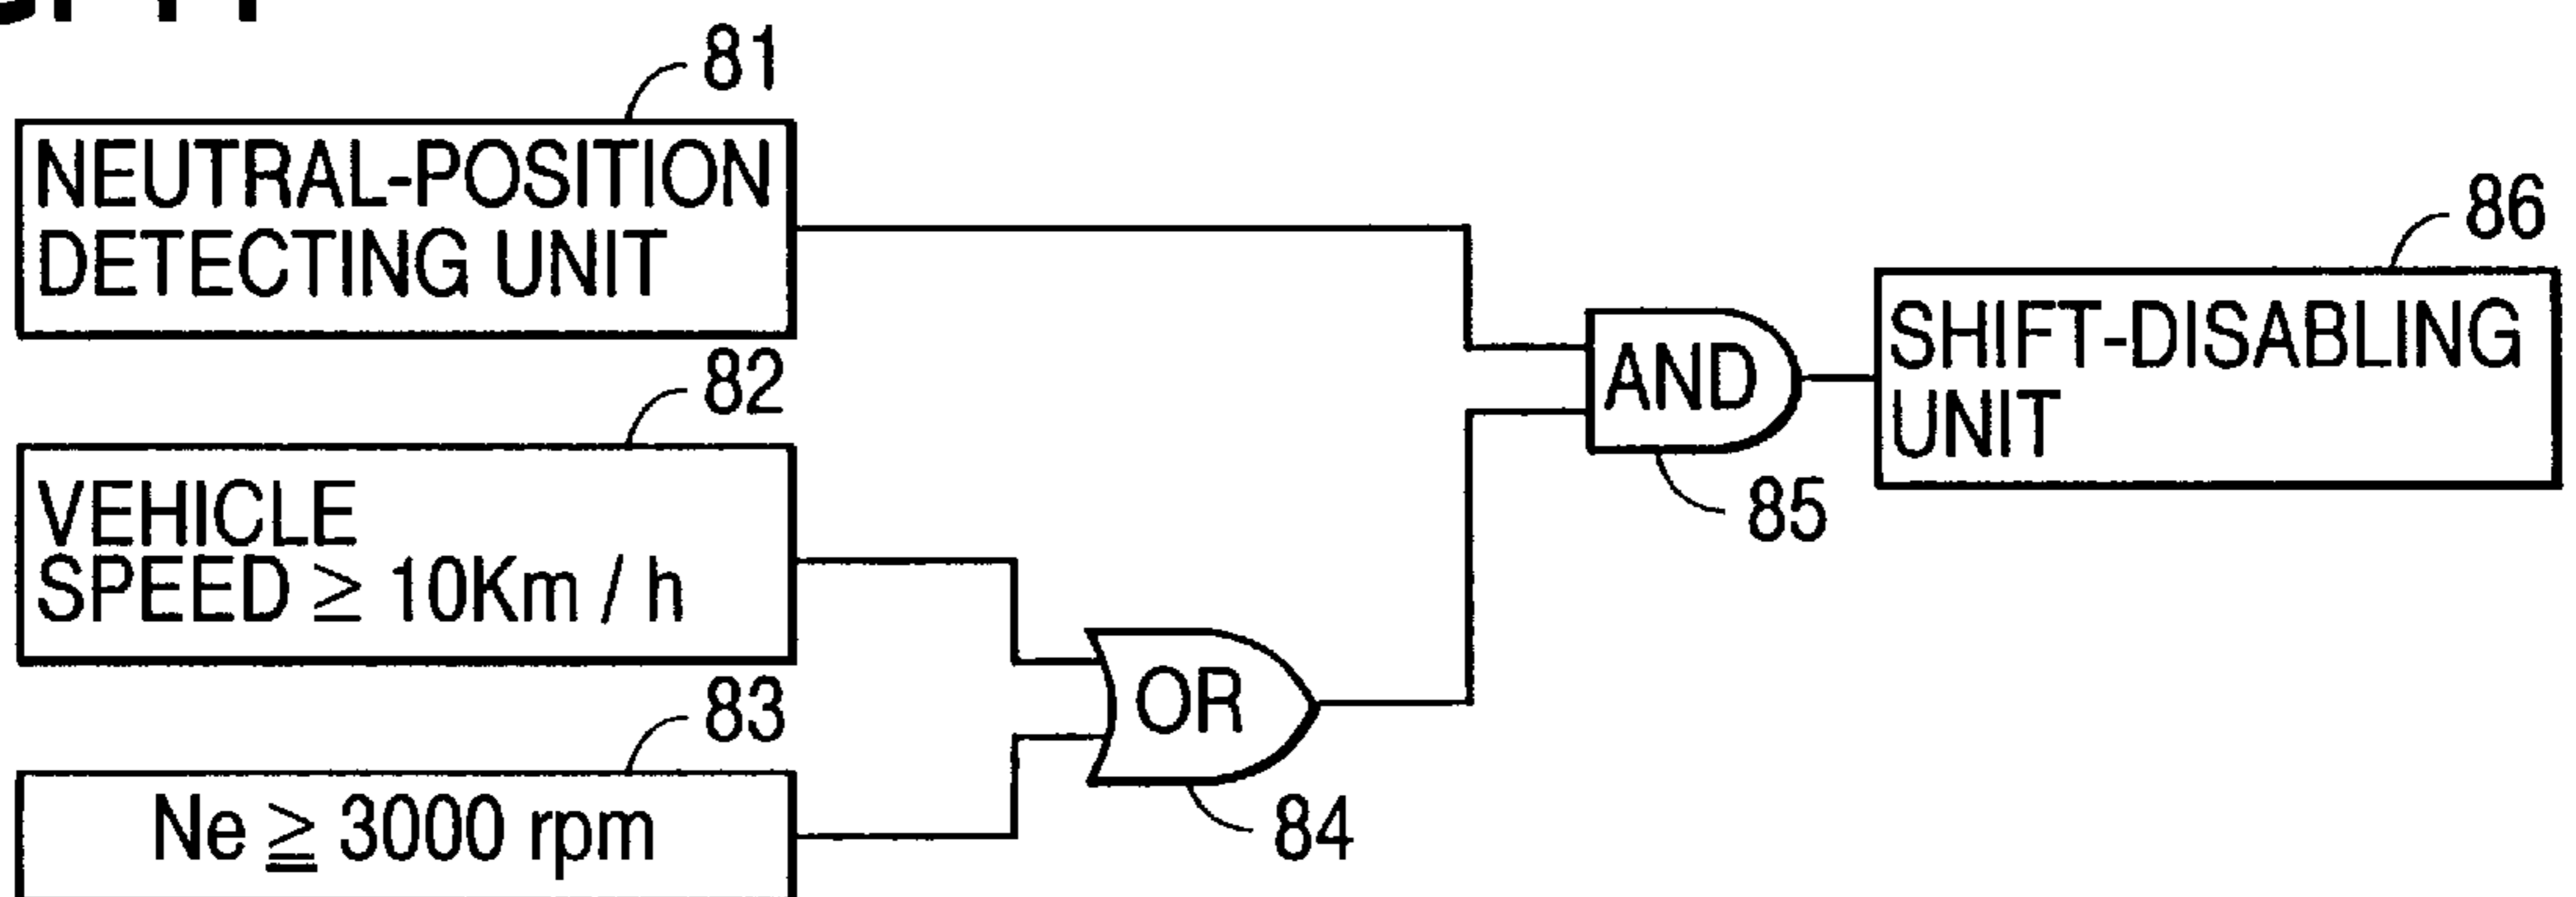 81
NEUTRAL-POSITION
DETECTING UNIT
82
VEHICLE
SPEED ≥ 10Km / h
83
Ne ≧ 3000 rpm
OR
84
AND
85
86
SHIFT-DISABLING
UNIT